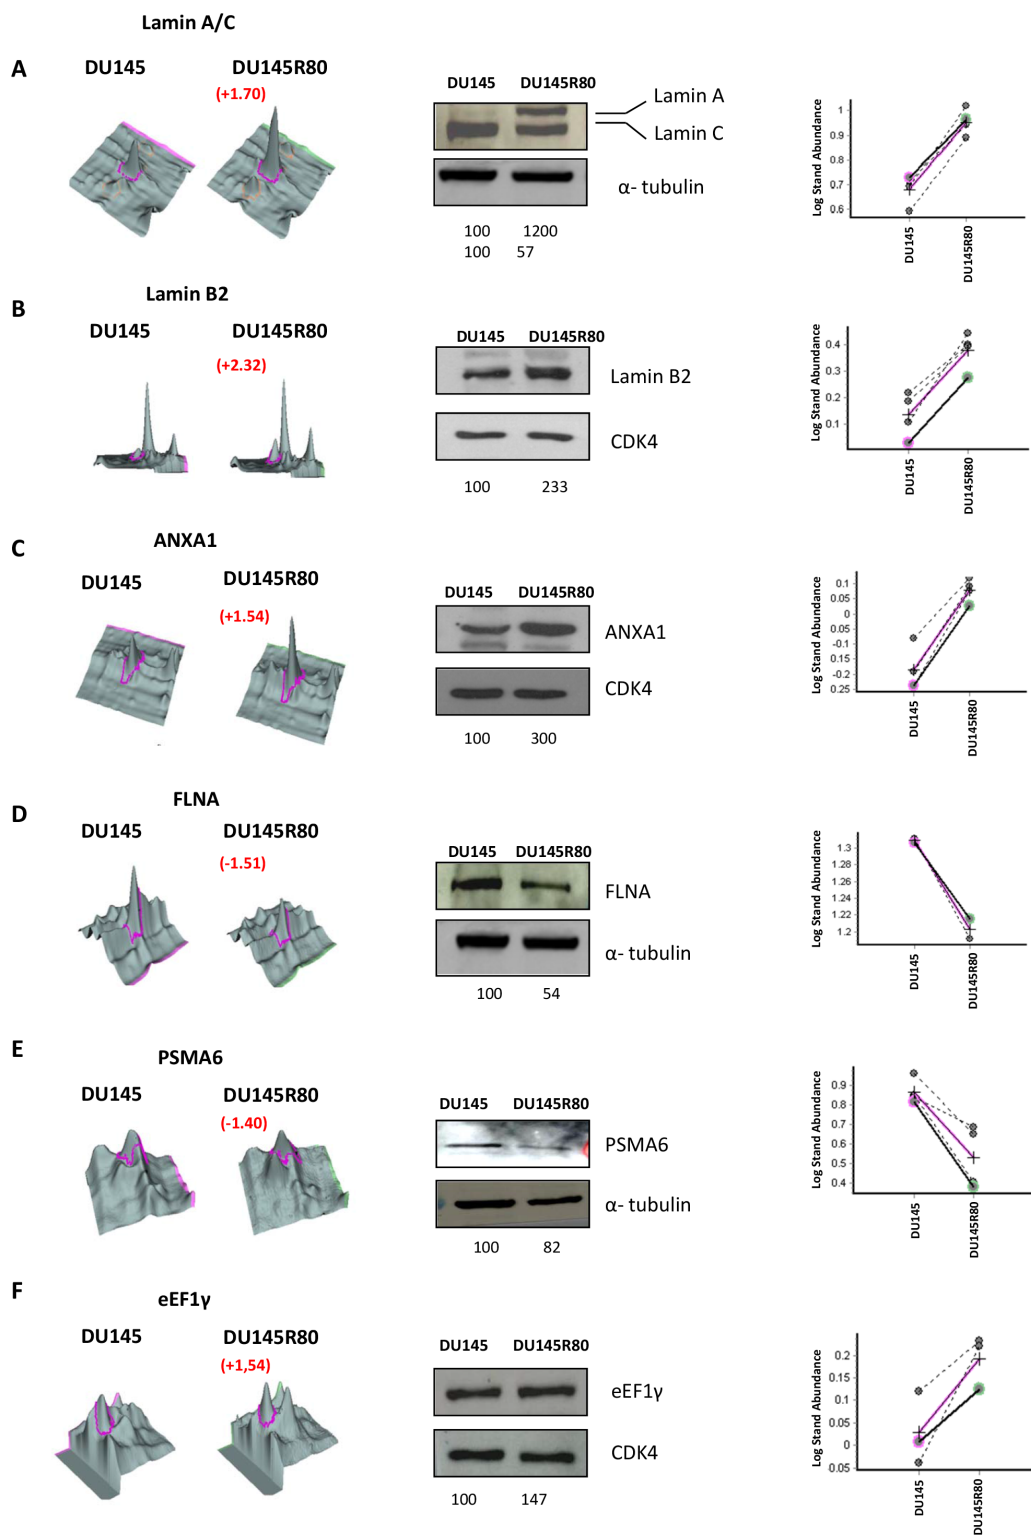 Lamin A/C
A
DU145 DU145R80
(+1.70)
DU145 DU145R80
Lamin A
Lamin C
α- tubulin
100 1200
100 57
Log Stand Abundance
1
0.9
0.8
0.7
0.6
DU145
DU145R80
B
Lamin B2
DU145 DU145R80
(+2.32)
DU145 DU145R80
Lamin B2
CDK4
100 233
Log Stand Abundance
0.4
0.3
0.2
0.1
DU145
DU145R80
C
ANXA1
DU145 DU145R80
(+1.54)
DU145 DU145R80
ANXA1
CDK4
100 300
Log Stand Abundance
0.1
0.05
0
-0.05
-0.1
0.15
-0.2
0.25
DU145
DU145R80
D
FLNA
DU145 DU145R80
(-1.51)
DU145 DU145R80
FLNA
α- tubulin
100 54
Log Stand Abundance
1.3
1.28
1.26
1.24
1.22
1.2
DU145
DU145R80
E
PSMA6
DU145 DU145R80
(-1.40)
DU145 DU145R80
PSMA6
α- tubulin
100 82
Log Stand Abundance
0.9
0.8
0.7
0.6
0.5
0.4
DU145
DU145R80
F
eEF1γ
DU145 DU145R80
(+1,54)
DU145 DU145R80
eEF1γ
CDK4
100 147
Log Stand Abundance
0.2
0.15
0.1
0.05
0
0.05
DU145
DU145R80